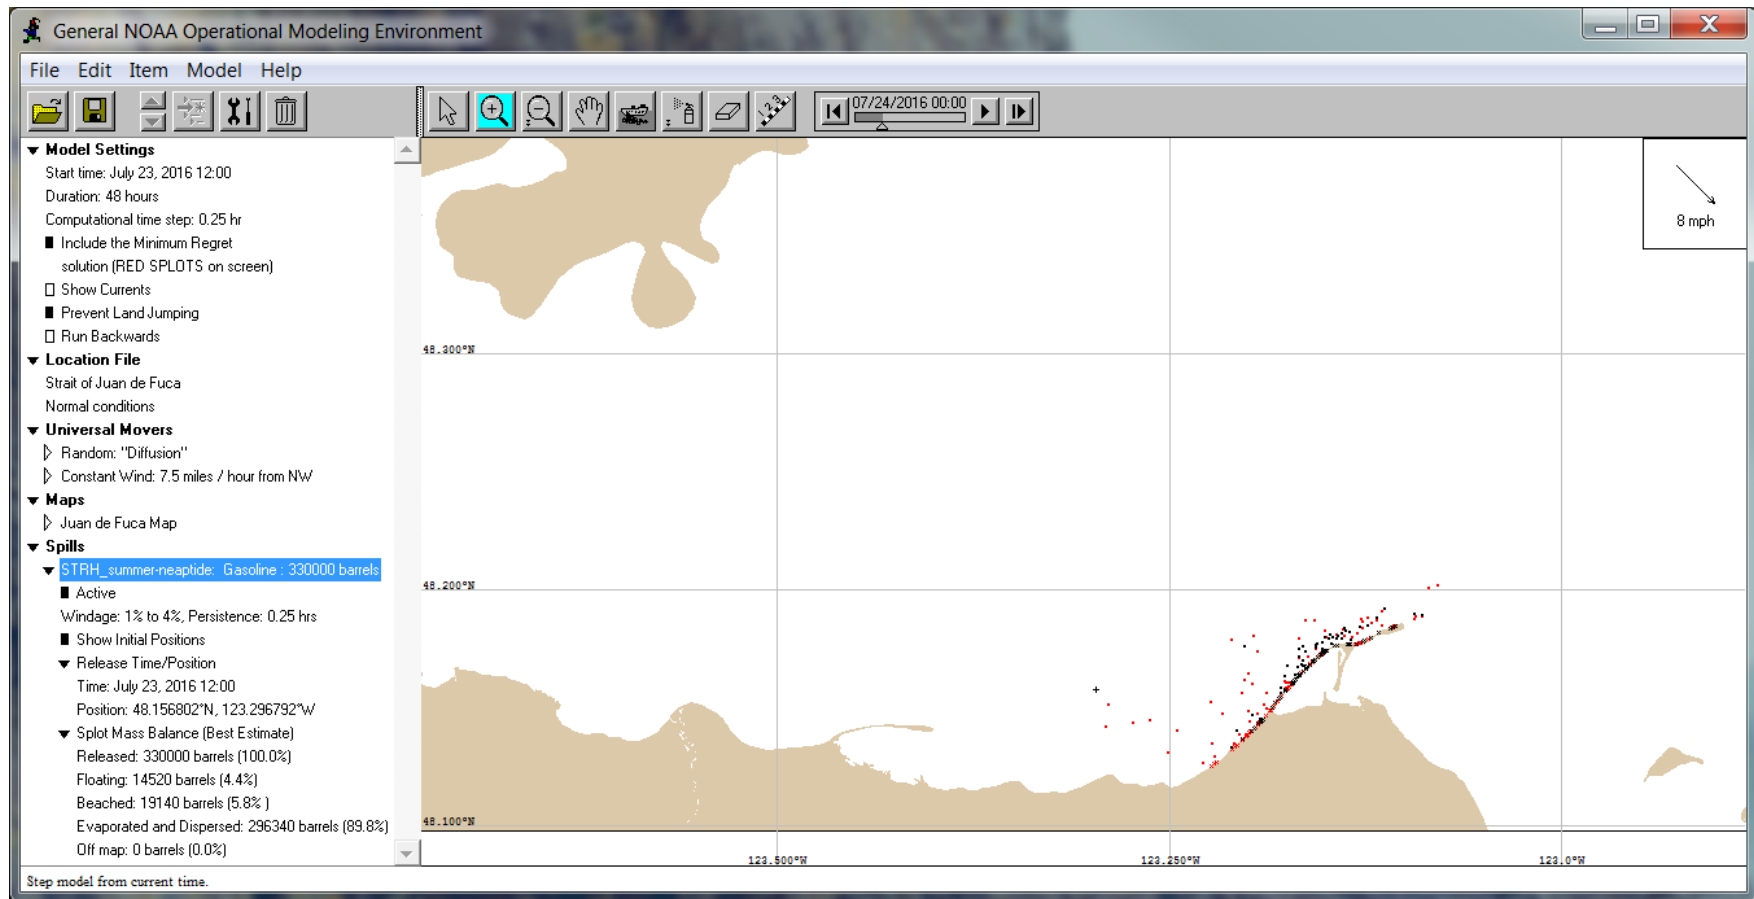 General NOAA Operational Modeling Environment
File Edit Item Model Help
07/24/2016 00:00
Model Settings
Start time: July 23, 2016 12:00
Duration: 48 hours
Computational time step: 0.25 hr
Include the Minimum Regret
solution (RED SPLOTS on screen)
Show Currents
Prevent Land Jumping
Run Backwards
Location File
Strait of Juan de Fuca
Normal conditions
Universal Movers
Random: "Diffusion"
Constant Wind: 7.5 miles / hour from NW
Maps
Juan de Fuca Map
Spills
STRH_summer-neaptide: Gasoline : 330000 barrels
Active
Windage: 1% to 4%, Persistence: 0.25 hrs
Show Initial Positions
Release Time/Position
Time: July 23, 2016 12:00
Position: 48.156802°N, 123.296792°W
Splot Mass Balance (Best Estimate)
Released: 330000 barrels (100.0%)
Floating: 14520 barrels (4.4%)
Beached: 19140 barrels (5.8% )
Evaporated and Dispersed: 296340 barrels (89.8%)
Off map: 0 barrels (0.0%)
Step model from current time.
8 mph
48.300°N
48.200°N
48.100°N
123.500°W
123.250°W
123.0°W